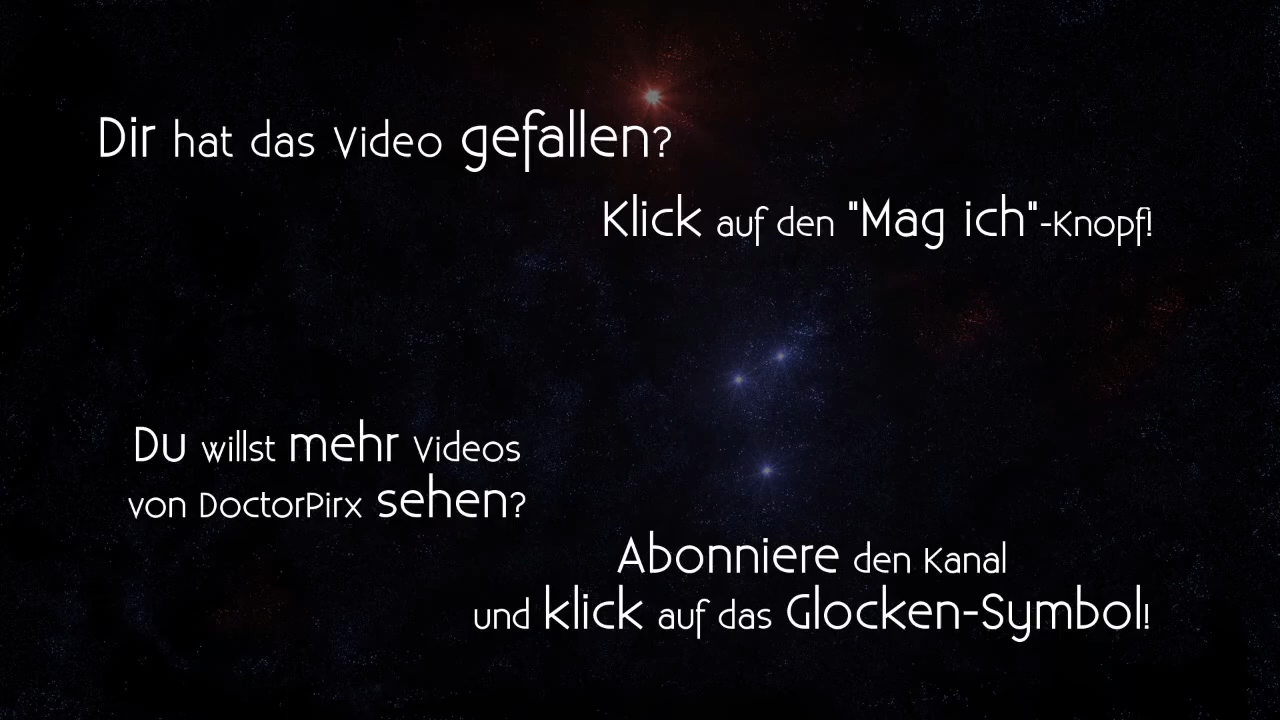 Dir hat das Video gefallen?
Klick auf den "Mag ich"-Knopf!
Du willst mehr Videos
von DoctorPirx sehen?
Abonniere den Kanal
und klick auf das Glocken-Symbol!